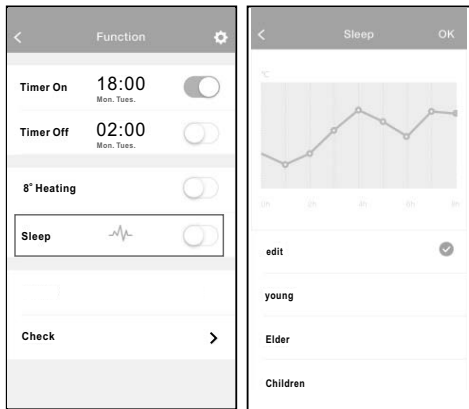 Function
Timer On
18:00
Mon. Tues.
Timer Off
02:00
Mon. Tues.
8° Heating
Sleep
Check
Sleep
OK
°C
0h
2h
4h
6h
8h
edit
young
Elder
Children